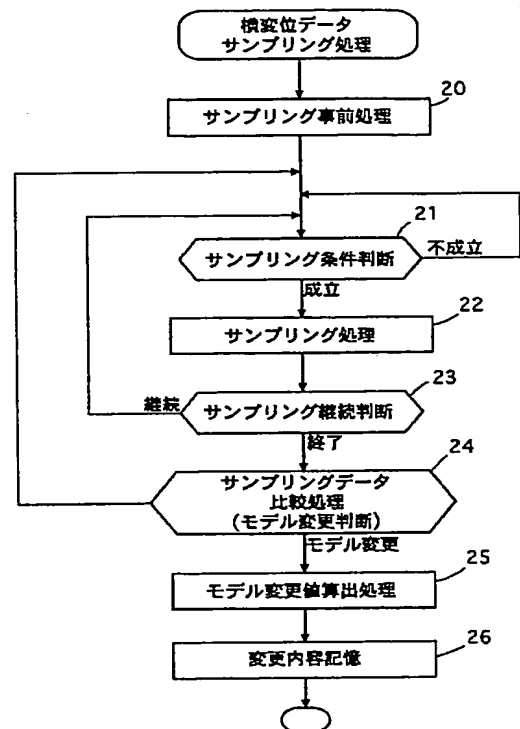 横変位データ
サンプリング処理
20
サンプリング事前処理
21
サンプリング条件判断
不成立
成立
22
サンプリング処理
23
サンプリング継続判断
継続
終了
24
サンプリングデータ
比較処理
(モデル変更判断)
モデル変更
25
モデル変更値算出処理
26
変更内容記憶